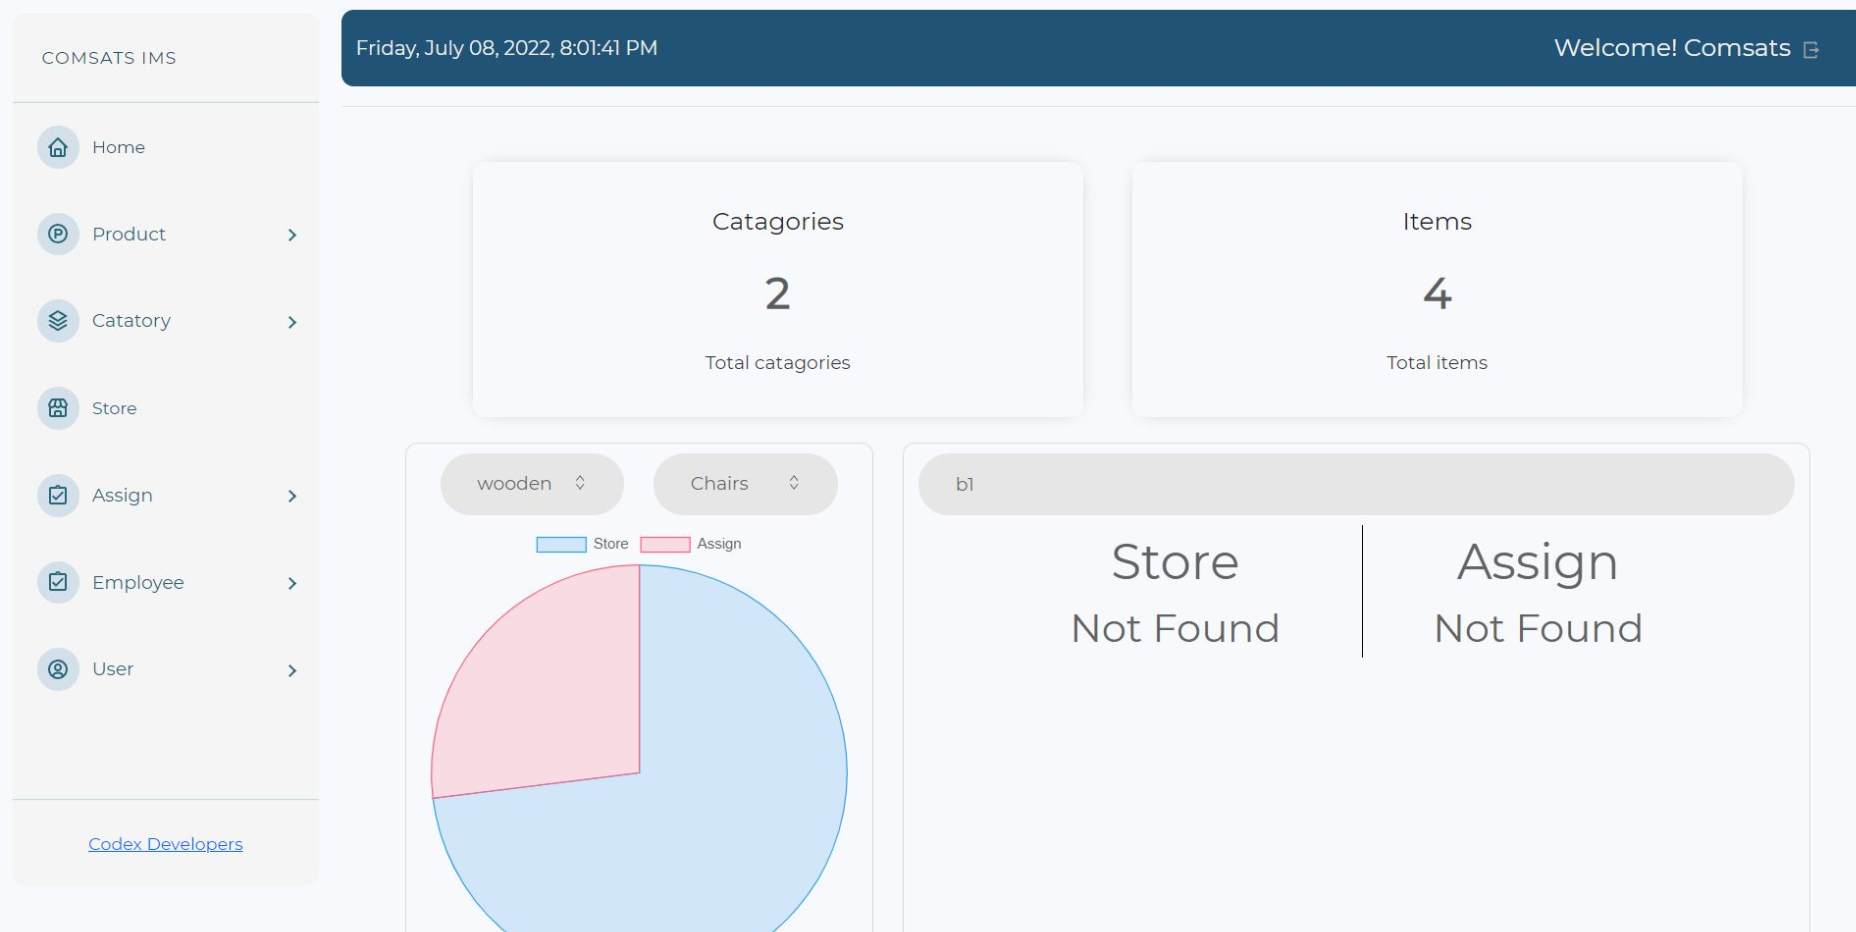 COMSATS IMS
Home
Product
Catatory
Store
Assign
Employee
User
Codex Developers
Friday, July 08, 2022, 8:01:41 PM
Welcome! Comsats
Catagories
2
Total catagories
Items
4
Total items
wooden
Chairs
Store
Assign
b1
Store
Not Found
Assign
Not Found